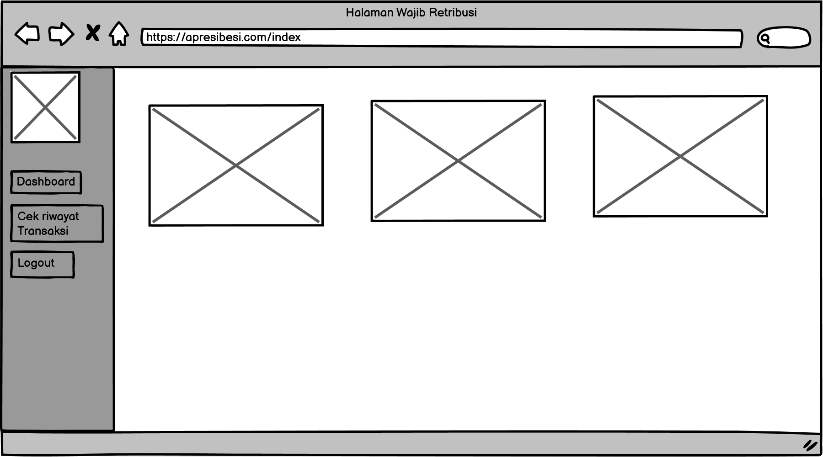 Halaman Wajib Retribusi
https://apresibesi.com/index
Dashboard
Cek riwayat
Transaksi
Logout